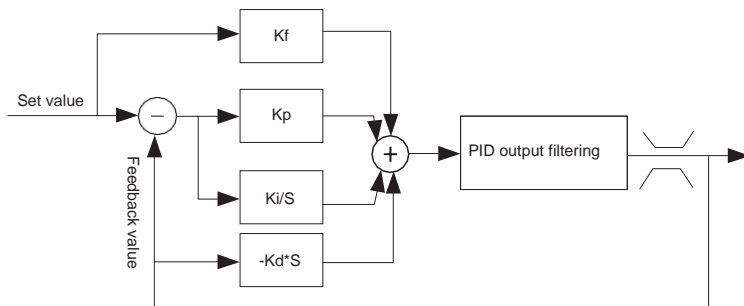 Kf
Set value
−
Kp
+
PID output filtering
Feedback value
Ki/S
-Kd*S